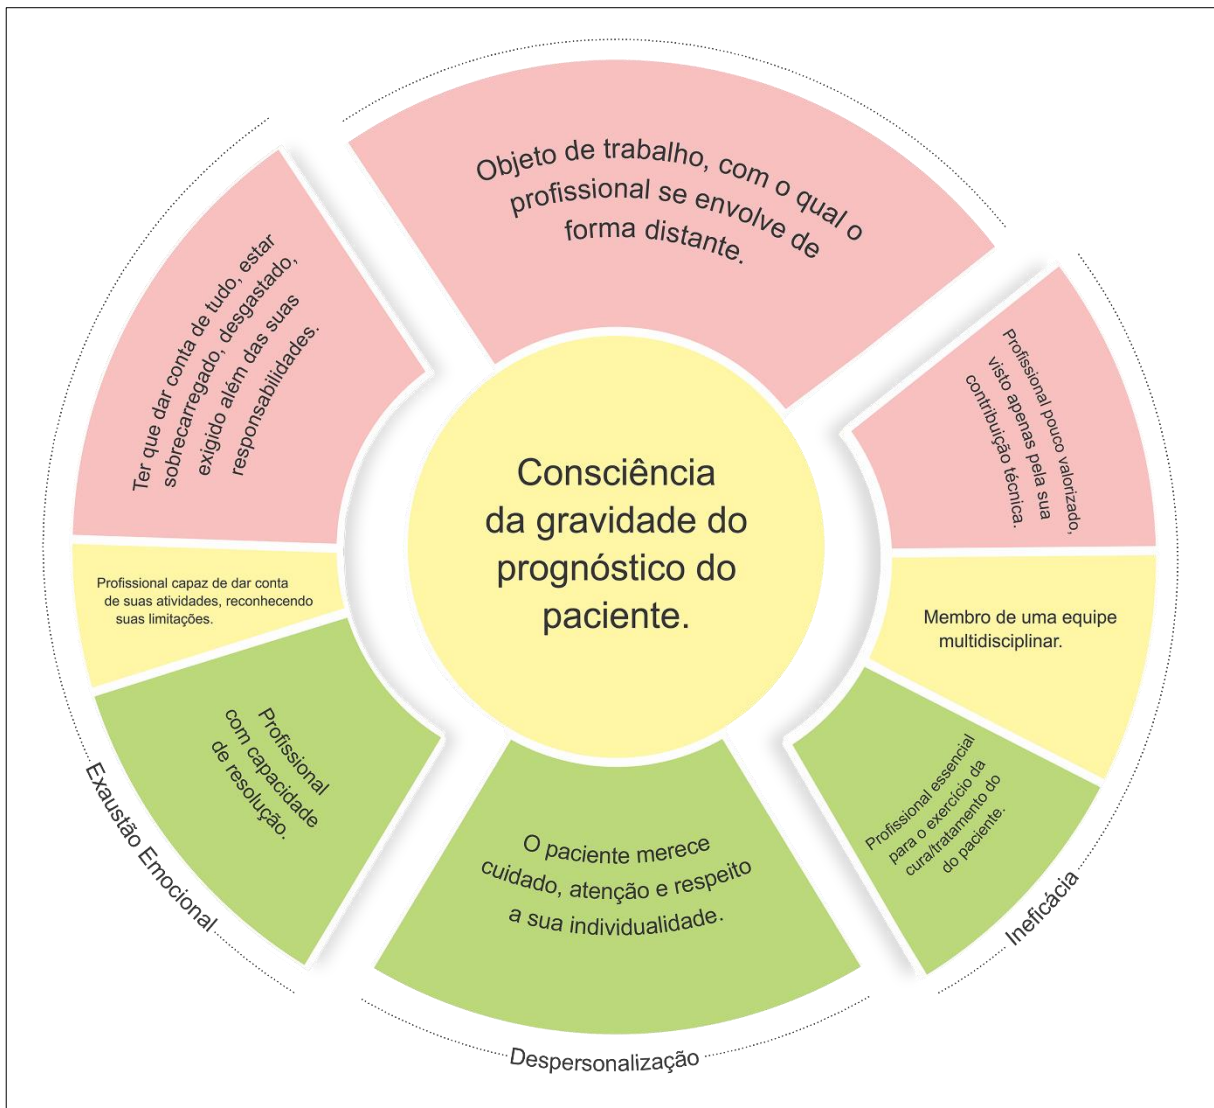 Objeto de trabalho, com o qual o
profissional se envolve de
forma distante.
Ter que dar conta de tudo, estar
sobrecarregado, desgastado,
exigido além das suas
responsabilidades.
Profissional pouco valorizado,
visto apenas pela sua
contribuição técnica.
Consciência
da gravidade do
prognóstico do
paciente.
Profissional capaz de dar conta
de suas atividades, reconhecendo
suas limitações.
Membro de uma equipe
multidisciplinar.
Profissional
com capacidade
de resolução.
O paciente merece
cuidado, atenção e respeito
a sua individualidade.
Profissional essencial
para o exercício da
cura/tratamento do
do paciente.
Exaustão Emocional
Despersonalização
Ineficácia